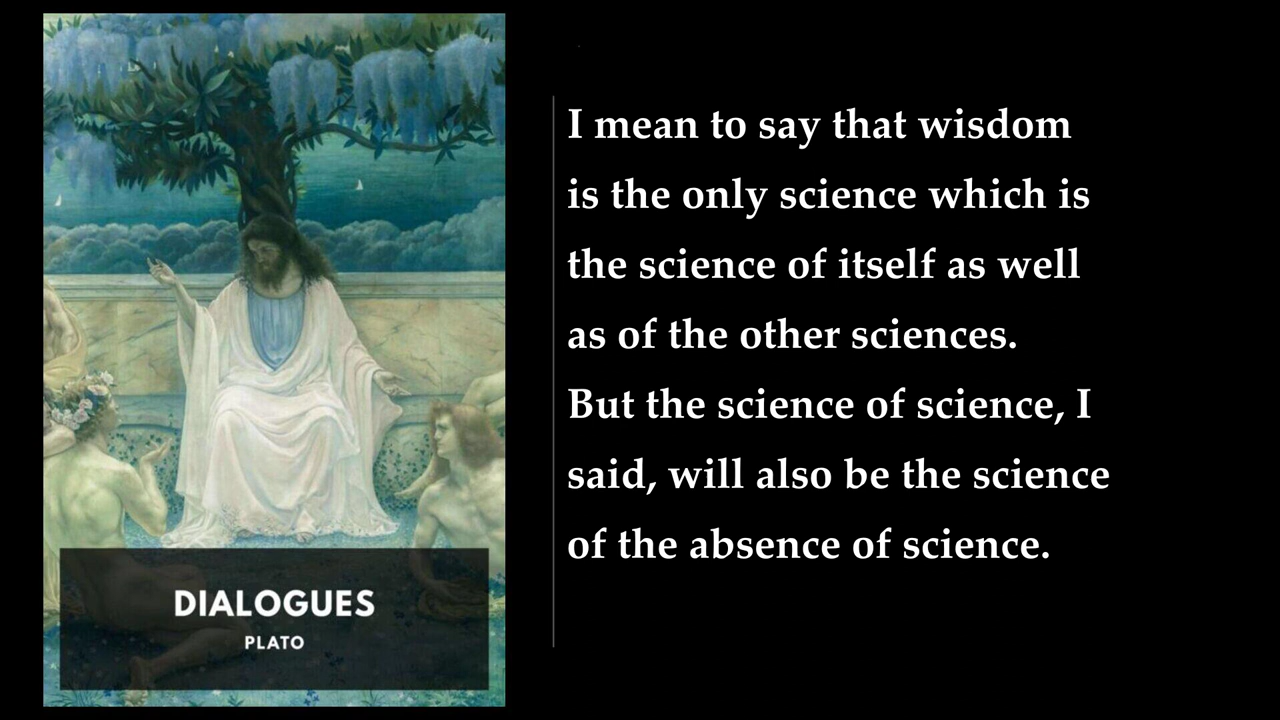 DIALOGUES
PLATO
I mean to say that wisdom
is the only science which is
the science of itself as well
as of the other sciences.
But the science of science, I
said, will also be the science
of the absence of science.